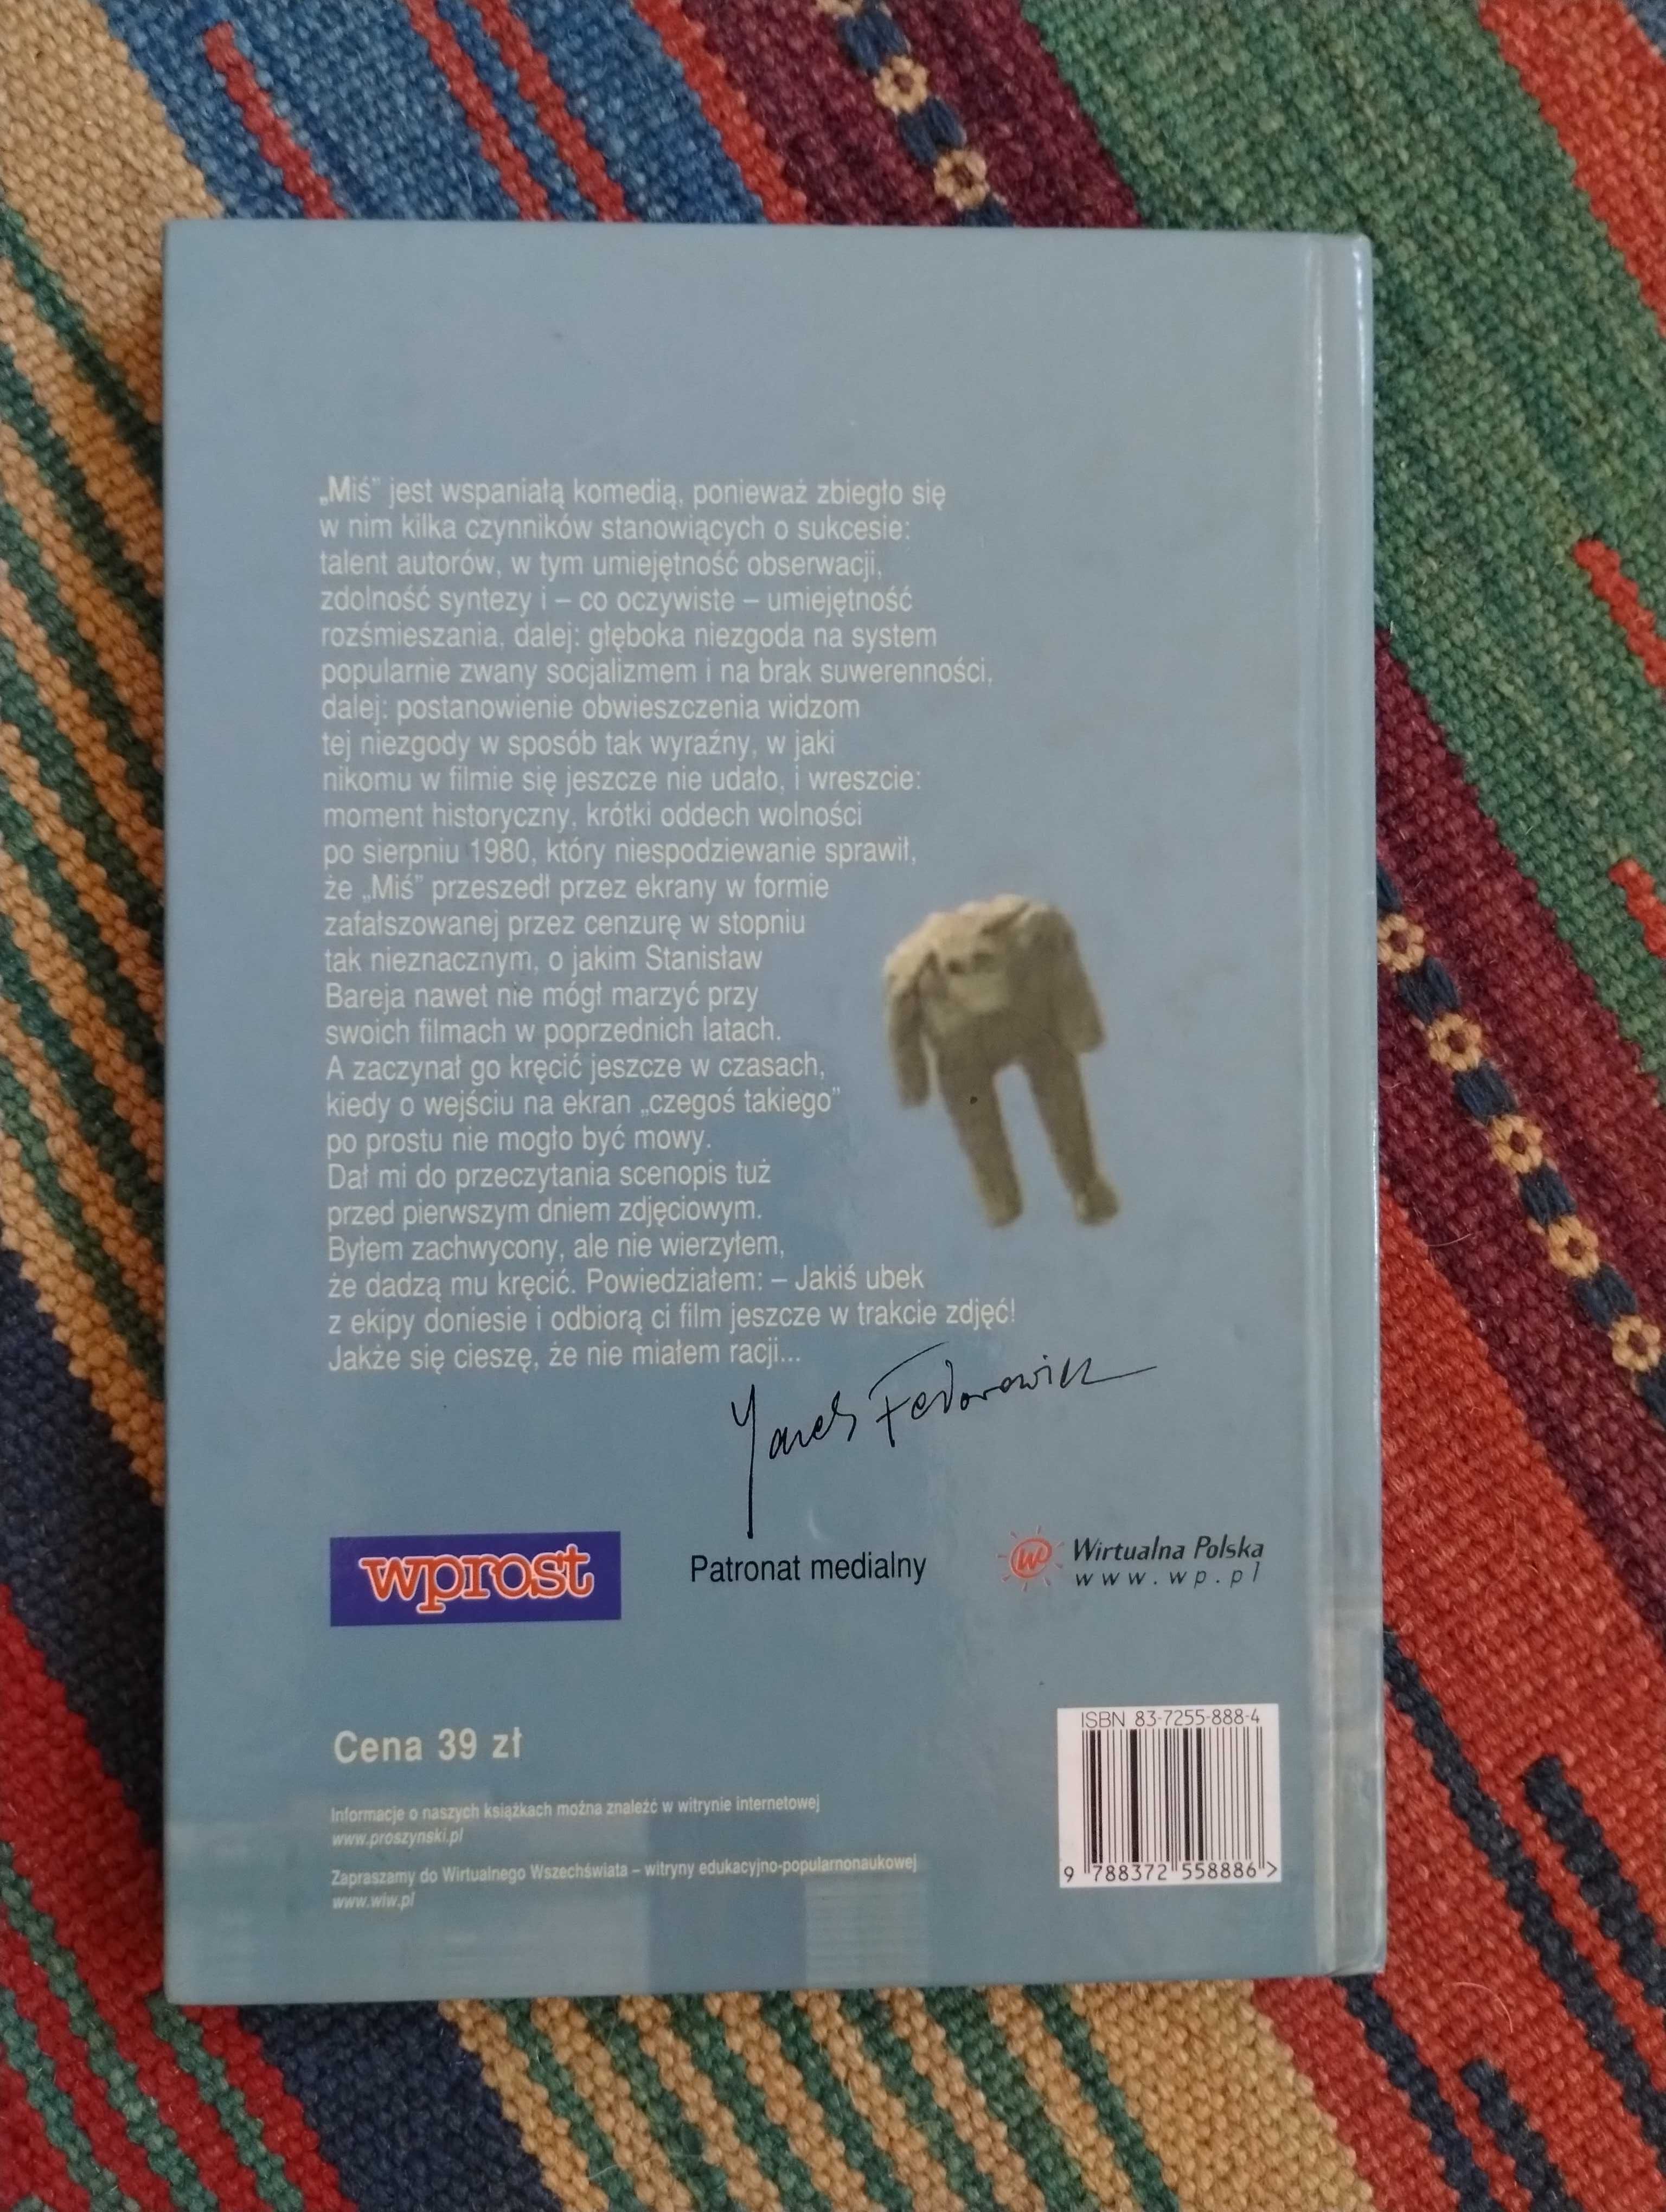 „Miś” jest wspaniałą komedią, ponieważ zbiegło się
w nim kilka czynników stanowiących o sukcesie:
talent autorów, w tym umiejętność obserwacji,
zdolność syntezy i – co oczywiste – umiejętność
rozśmieszania, dalej: głęboka niezgoda na system
popularnie zwany socjalizmem i na brak suwerenności,
dalej: postanowienie obwieszczenia widzom
tej niezgody w sposób tak wyraźny, w jaki
nikomu w filmie się jeszcze nie udało, i wreszcie:
moment historyczny, krótki oddech wolności
po sierpniu 1980, który niespodziewanie sprawił,
że „Miś” przeszedł przez ekrany w formie
zafałszowanej przez cenzurę w stopniu
tak nieznacznym, o jakim Stanisław
Bareja nawet nie mógł marzyć przy
swoich filmach w poprzednich latach.
A zaczynał go kręcić jeszcze w czasach,
kiedy o wejściu na ekran „czegoś takiego”
po prostu nie mogło być mowy.
Dał mi do przeczytania scenopis tuż
przed pierwszym dniem zdjęciowym.
Byłem zachwycony, ale nie wierzyłem,
że dadzą mu kręcić. Powiedziałem: – Jakiś ubek
z ekipy doniesie i odbiorą ci film jeszcze w trakcie zdjęć!
Jakże się cieszę, że nie miałem racji...
Jacek Fedorowicz
wprost
Patronat medialny
Wirtualna Polska
www.wp.pl
Cena 39 zł
Informacje o naszych książkach można znaleźć w witrynie internetowej
www.proszynski.pl
Zapraszamy do Wirtualnego Wszechświata – witryny edukacyjno-popularnonaukowej
www.wiw.pl
ISBN 83-7255-888-4
9 788372 558886 >